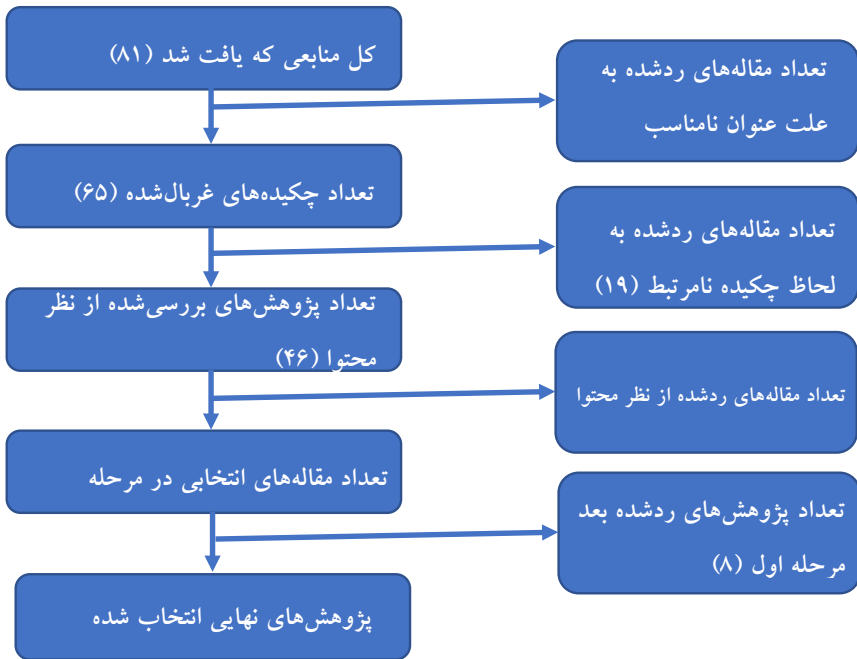 کل منابعی که یافت شد (۸۱)
تعداد مقاله‌های ردشده به
علت عنوان نامناسب
تعداد چکیده‌های غربال‌شده (۶۵)
تعداد مقاله‌های ردشده به
لحاظ چکیده نامرتبط (۱۹)
تعداد پژوهش‌های بررسی‌شده از نظر
محتوا (۴۶)
تعداد مقاله‌های ردشده از نظر محتوا
تعداد مقاله‌های انتخابی در مرحله
تعداد پژوهش‌های ردشده بعد
مرحله اول (۸)
پژوهش‌های نهایی انتخاب شده